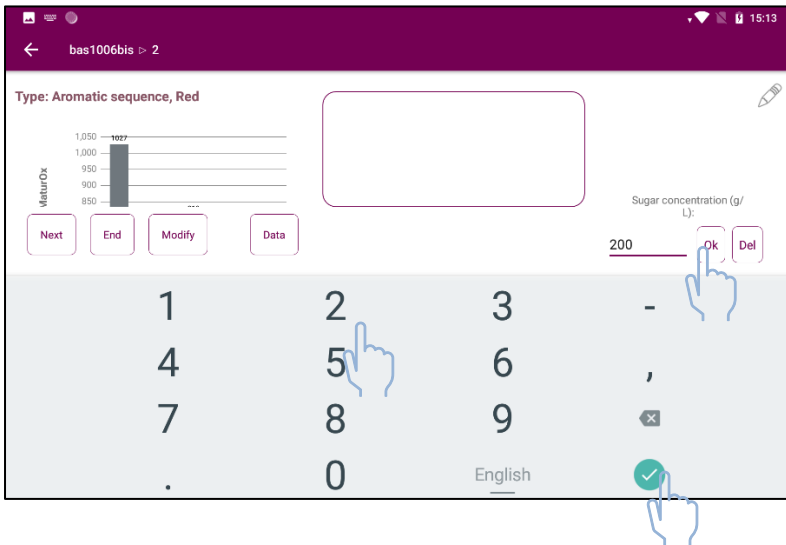 15:13
bas1006bis ▷ 2
Type: Aromatic sequence, Red
MaturOx
1,050
1027
1,000
950
900
850
Sugar concentration (g/
L):
Next
End
Modify
Data
200
Ok
Del
1 2 3 -
4 5 6 ,
7 8 9
. 0 English